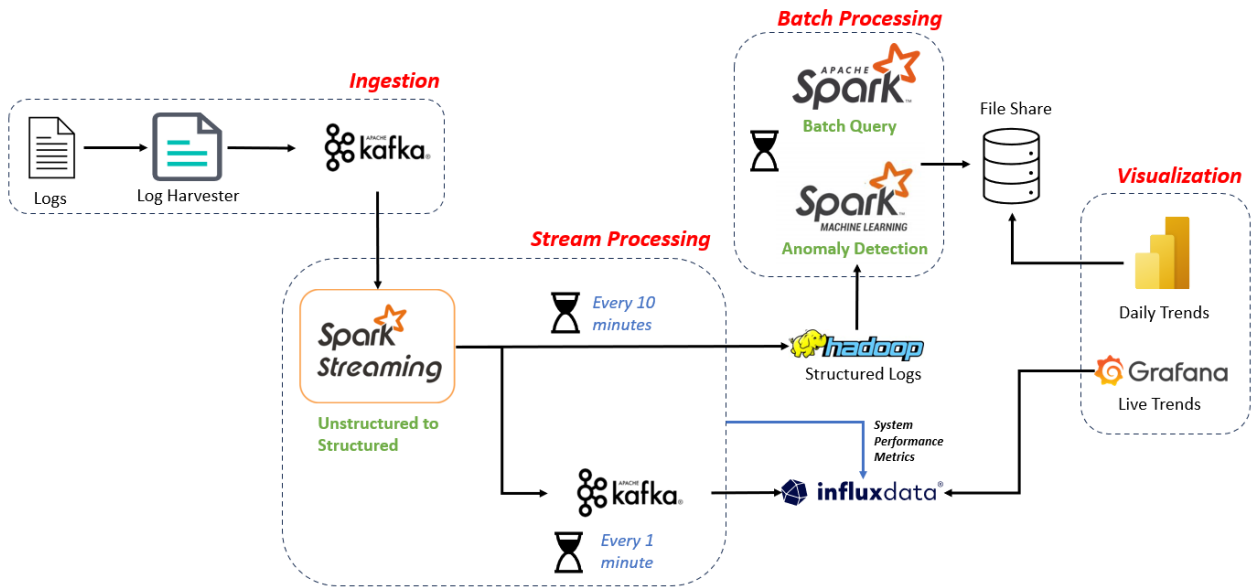 Batch Processing
APACHE
Spark™
Batch Query
Ingestion
File Share
APACHE
kafka®
Logs
Log Harvester
Spark™
MACHINE LEARNING
Anomaly Detection
Visualization
Stream Processing
Every 10
minutes
Spark
Streaming
hadoop
Structured Logs
Daily Trends
Grafana
Live Trends
Unstructured to
Structured
System
Performance
Metrics
APACHE
kafka®
influxdata®
Every 1
minute